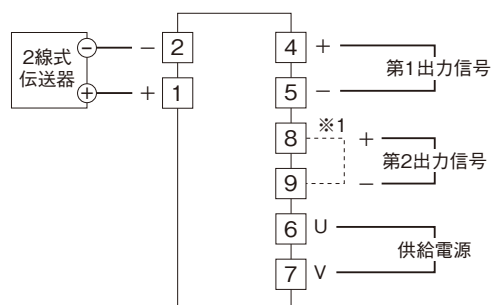 2線式
伝送器
− − 2
+ + 1
4 +
第1出力信号
5 −
8 ※1 +
第2出力信号
9 −
6 U
供給電源
7 V